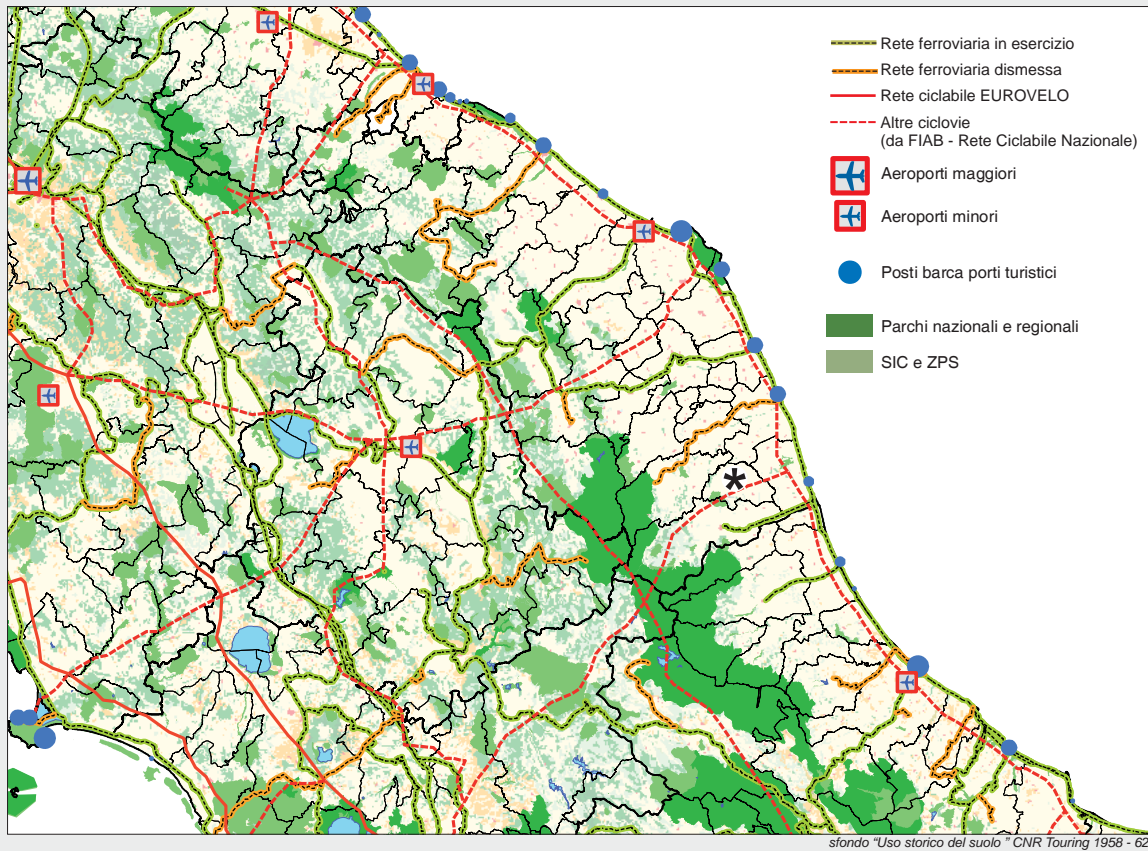 Rete ferroviaria in esercizio
Rete ferroviaria dismessa
Rete ciclabile EUROVELO
Altre ciclovie
(da FIAB - Rete Ciclabile Nazionale)
Aeroporti maggiori
Aeroporti minori
Posti barca porti turistici
Parchi nazionali e regionali
SIC e ZPS
*
sfondo "Uso storico del suolo " CNR Touring 1958 - 62